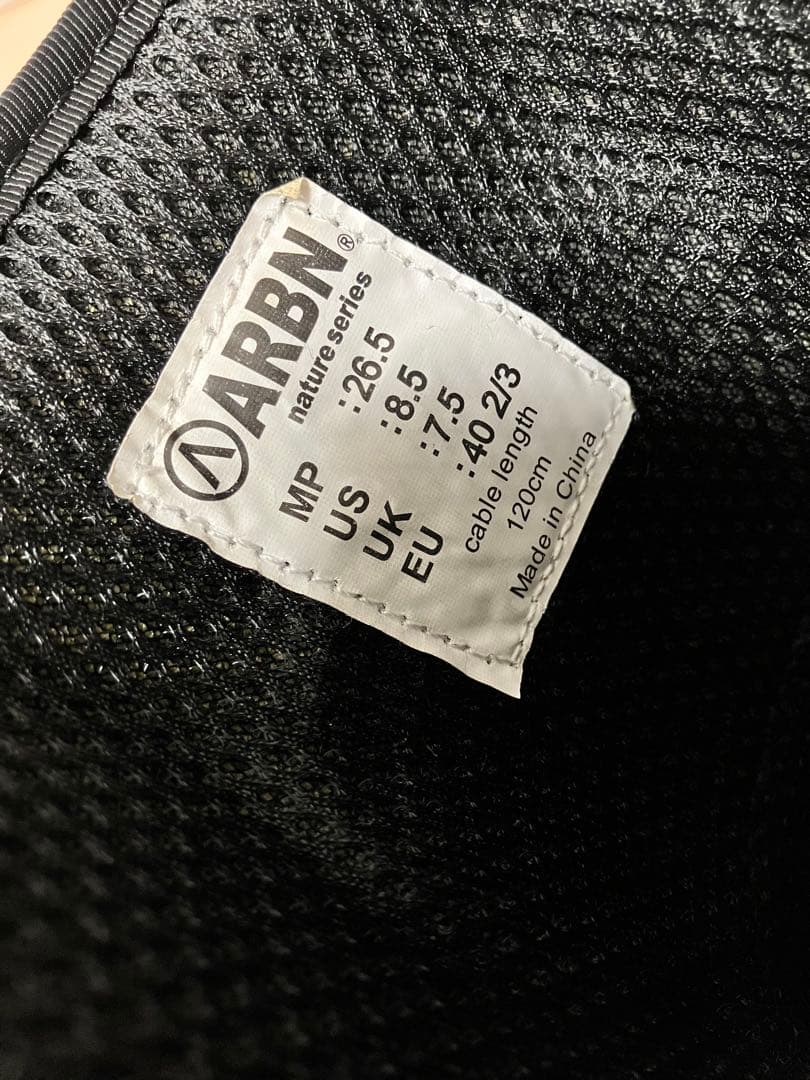 ARBN®
nature series
MP :26.5
US :8.5
UK :7.5
EU :40 2/3
cable length
120cm
Made in China